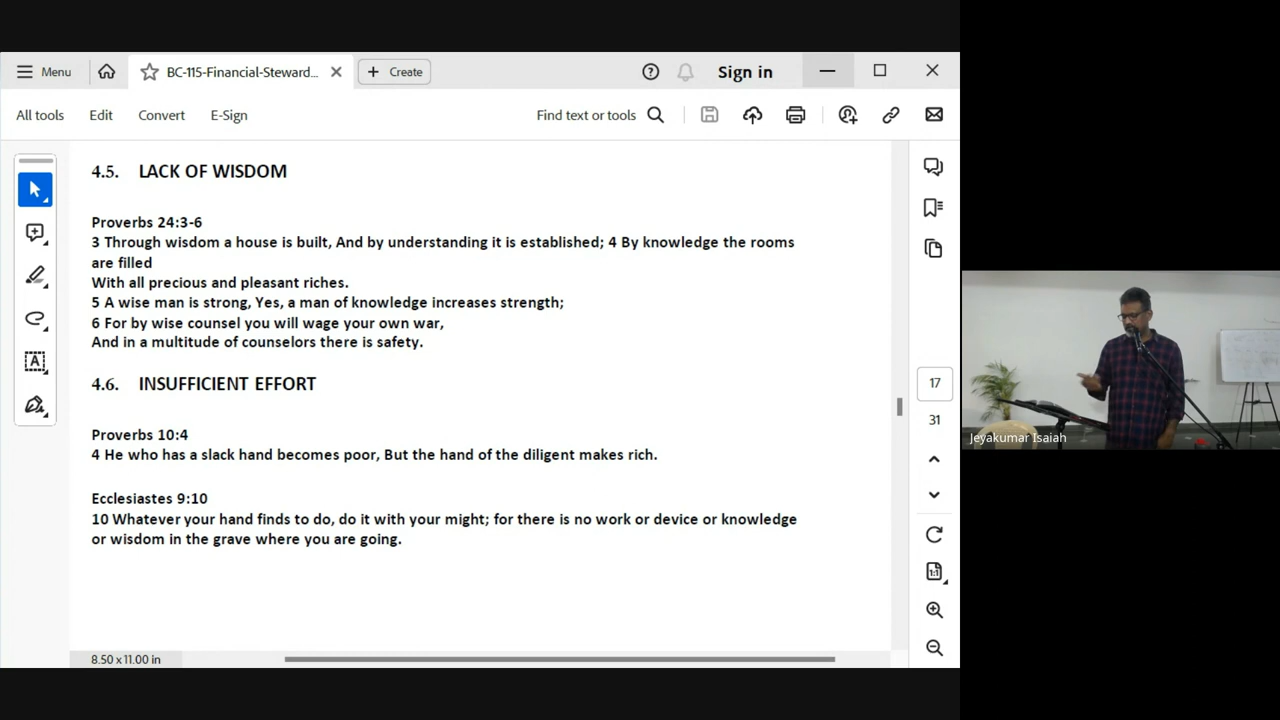 Menu
BC-115-Financial-Steward...
Create
Sign in
All tools
Edit
Convert
E-Sign
Find text or tools
4.5. LACK OF WISDOM
Proverbs 24:3-6
3 Through wisdom a house is built, And by understanding it is established; 4 By knowledge the rooms
are filled
With all precious and pleasant riches.
5 A wise man is strong, Yes, a man of knowledge increases strength;
6 For by wise counsel you will wage your own war,
And in a multitude of counselors there is safety.
4.6. INSUFFICIENT EFFORT
Proverbs 10:4
4 He who has a slack hand becomes poor, But the hand of the diligent makes rich.
Ecclesiastes 9:10
10 Whatever your hand finds to do, do it with your might; for there is no work or device or knowledge
or wisdom in the grave where you are going.
17
31
1:1
8.50 x 11.00 in
Jeyakumar Isaiah